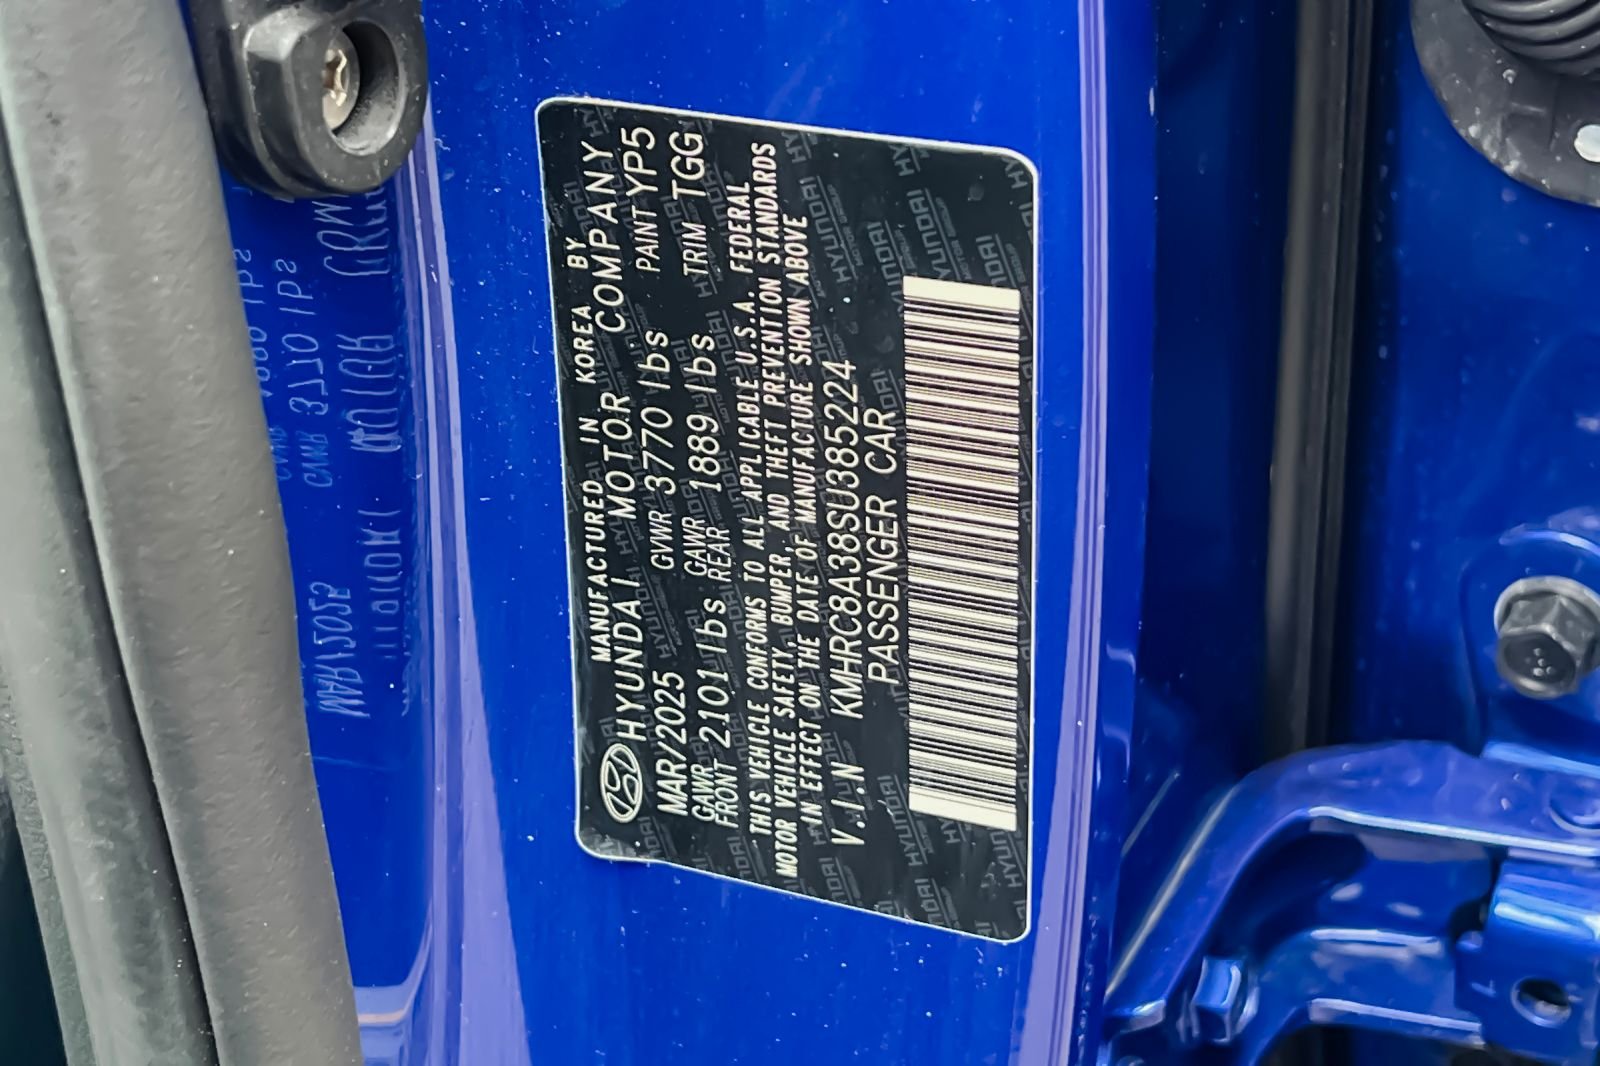 MANUFACTURED IN KOREA BY
HYUNDAI MOTOR COMPANY
MAR/2025 GVWR 3770 lbs PAINT YP5
GAWR FRONT 2101 lbs GAWR REAR 1889 lbs TRIM TGG
THIS VEHICLE CONFORMS TO ALL APPLICABLE U.S.A. FEDERAL
MOTOR VEHICLE SAFETY, BUMPER, AND THEFT PREVENTION STANDARDS
IN EFFECT ON THE DATE OF MANUFACTURE SHOWN ABOVE
V.I.N KMHRC8A38SU385224
PASSENGER CAR